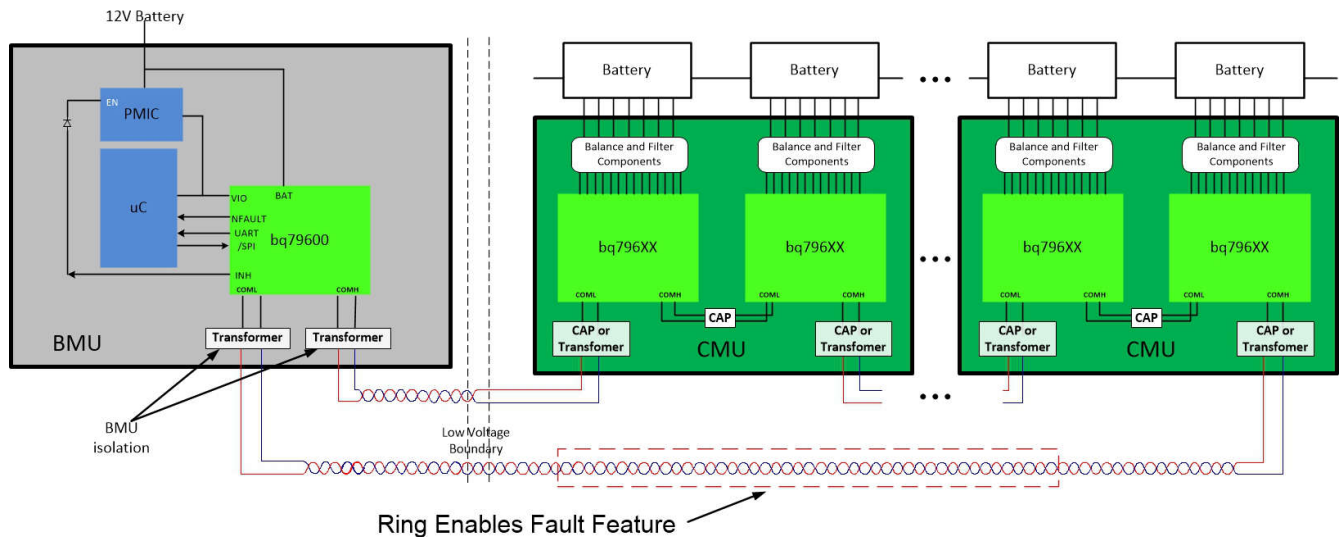 12V Battery
EN
PMIC
uC
VIO
BAT
NFAULT
UART
/SPI
bq79600
INH
COML
COMH
Transformer
Transformer
BMU
BMU
isolation
Low Voltage
Boundary
Battery
Battery
Battery
Battery
Balance and Filter
Components
Balance and Filter
Components
Balance and Filter
Components
Balance and Filter
Components
bq796XX
bq796XX
bq796XX
bq796XX
COML
COMH
COML
COMH
COML
COMH
COML
COMH
CAP
CAP
CAP or
Transfomer
CMU
CAP or
Transfomer
CAP or
Transfomer
CMU
CAP or
Transfomer
Ring Enables Fault Feature